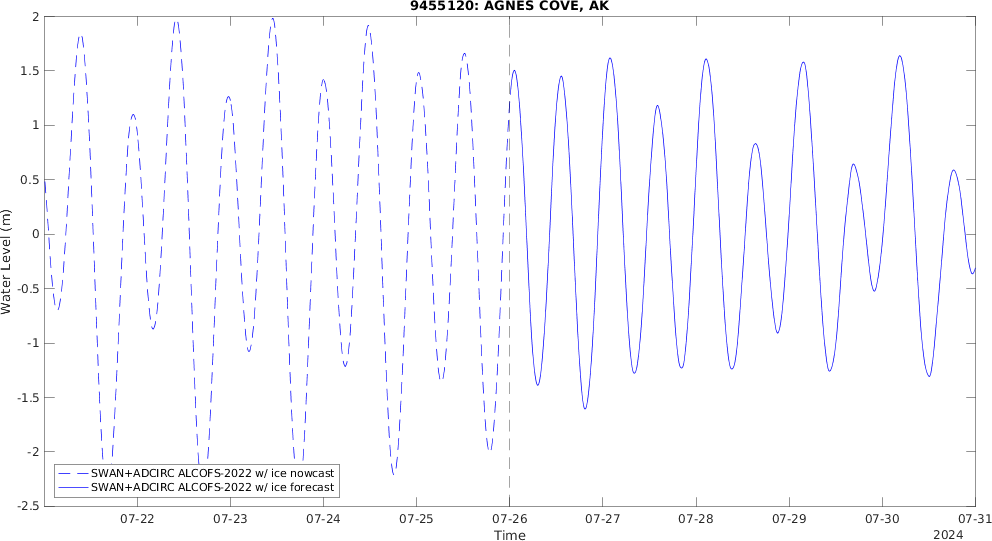 9455120: AGNES COVE, AK
2
1.5
1
0.5
0
-0.5
-1
-1.5
-2
-2.5
Water Level (m)
SWAN+ADCIRC ALCOFS-2022 w/ ice nowcast
SWAN+ADCIRC ALCOFS-2022 w/ ice forecast
07-22 07-23 07-24 07-25 07-26 07-27 07-28 07-29 07-30 07-31
Time
2024